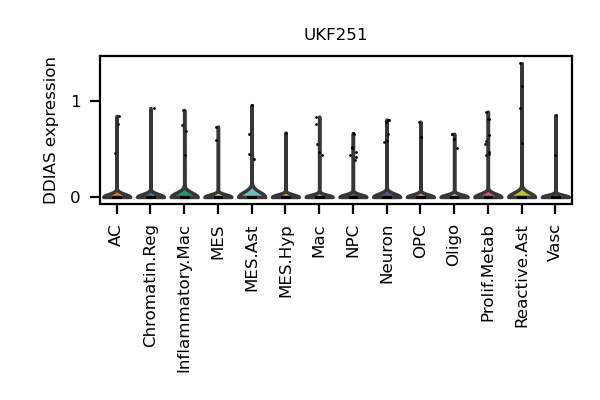 UKF251
DDIAS expression
1
0
AC
Chromatin.Reg
Inflammatory.Mac
MES
MES.Ast
MES.Hyp
Mac
NPC
Neuron
OPC
Oligo
Prolif.Metab
Reactive.Ast
Vasc